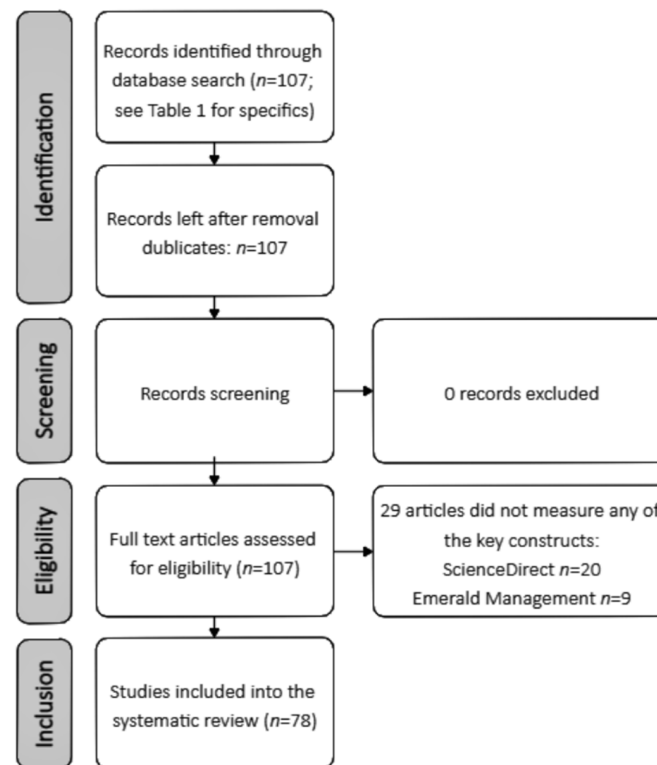 Identification
Records identified through
database search (n=107;
see Table 1 for specifics)
Records left after removal
dublicates: n=107
Screening
Records screening
0 records excluded
Eligibility
Full text articles assessed
for eligibility (n=107)
29 articles did not measure any of
the key constructs:
ScienceDirect n=20
Emerald Management n=9
Inclusion
Studies included into the
systematic review (n=78)